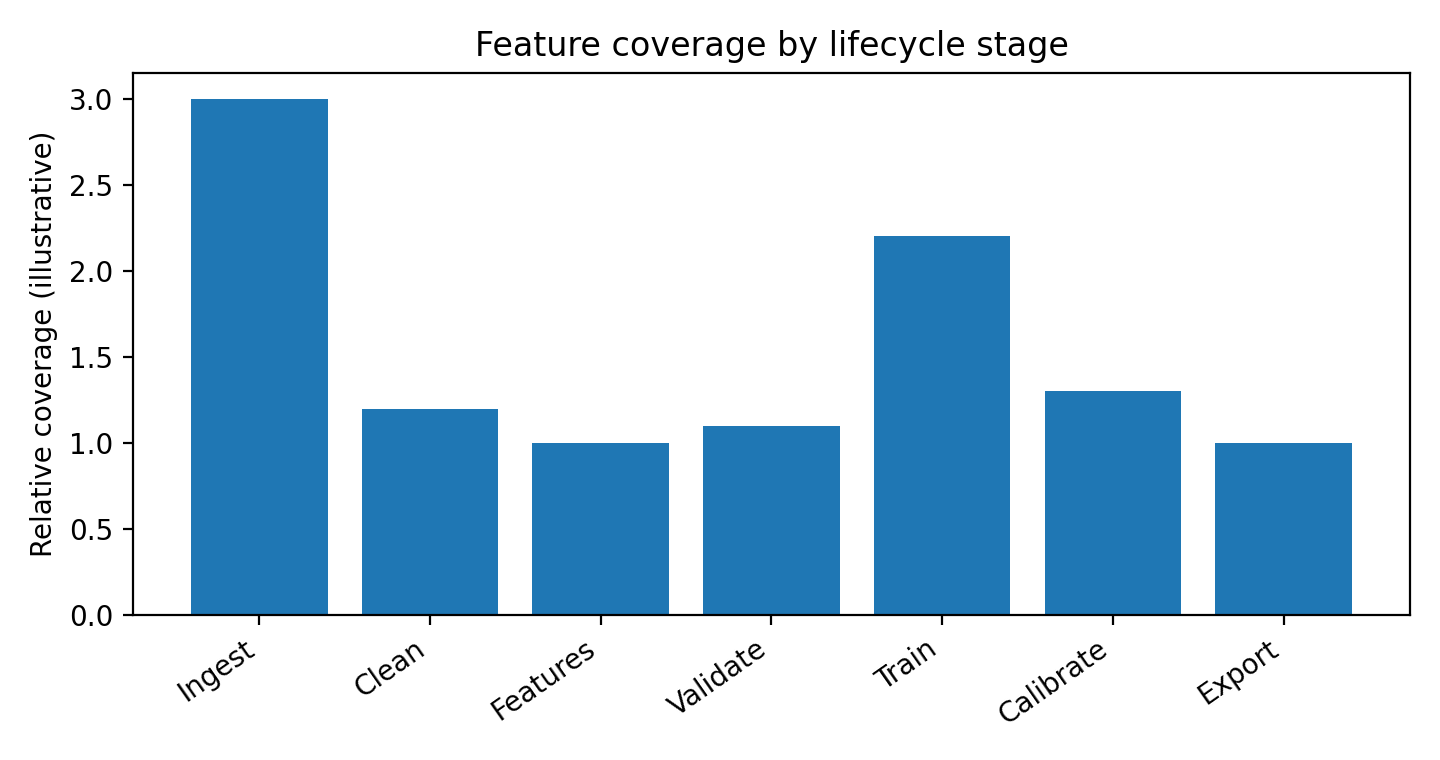 Feature coverage by lifecycle stage
Relative coverage (illustrative)
3.0
2.5
2.0
1.5
1.0
0.5
0.0
Ingest
Clean
Features
Validate
Train
Calibrate
Export